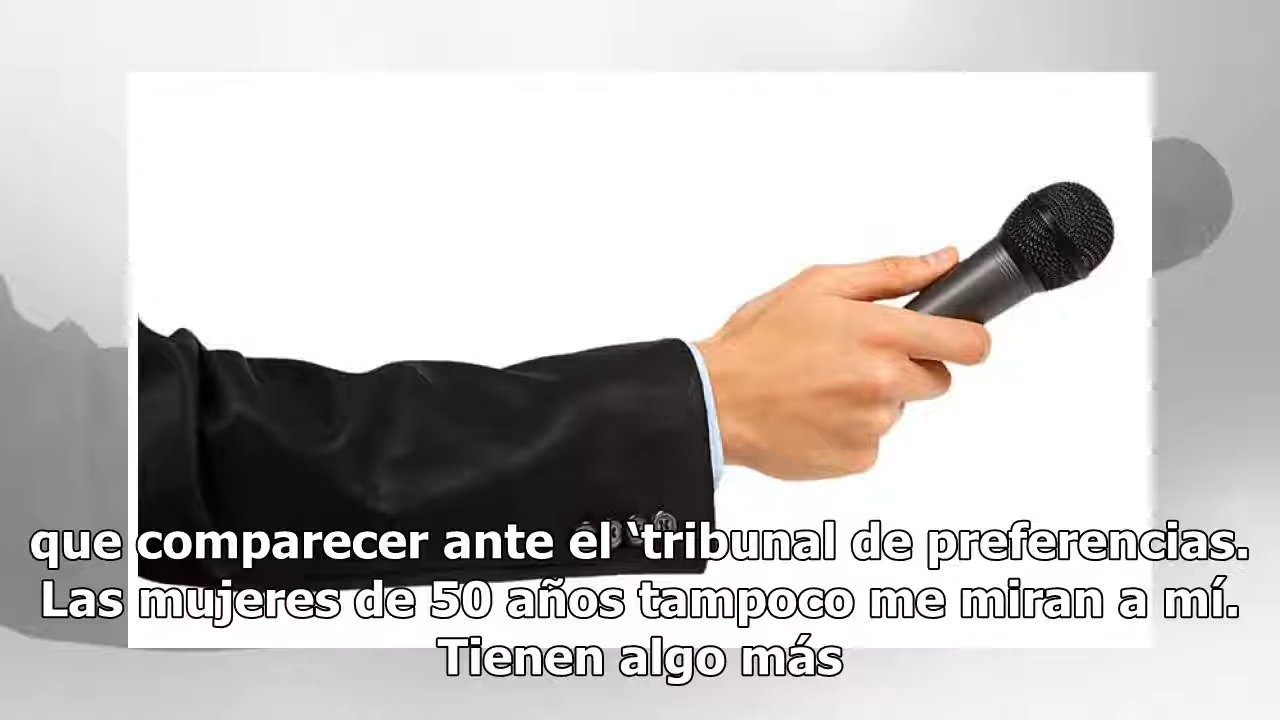 que comparecer ante el ‘tribunal de preferencias.
Las mujeres de 50 años tampoco me miran a mí.
Tienen algo más